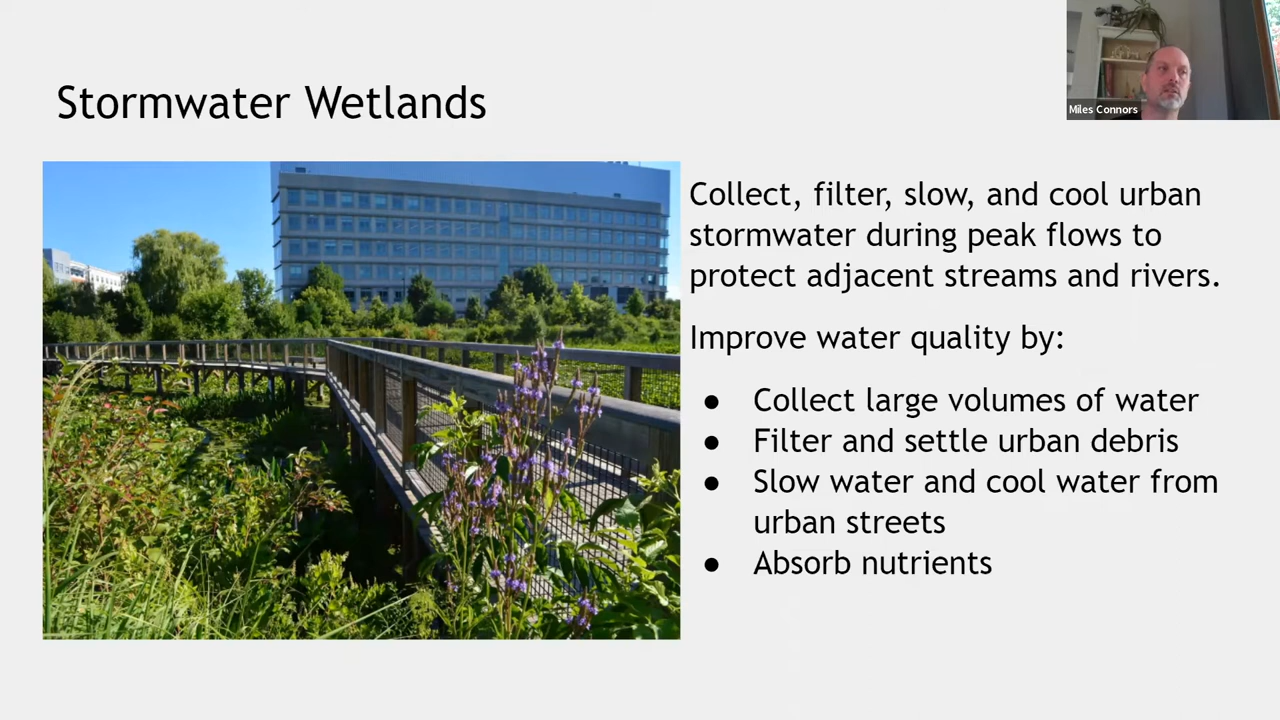 Stormwater Wetlands
Miles Connors
Collect, filter, slow, and cool urban
stormwater during peak flows to
protect adjacent streams and rivers.
Improve water quality by:
● Collect large volumes of water
● Filter and settle urban debris
● Slow water and cool water from
urban streets
● Absorb nutrients